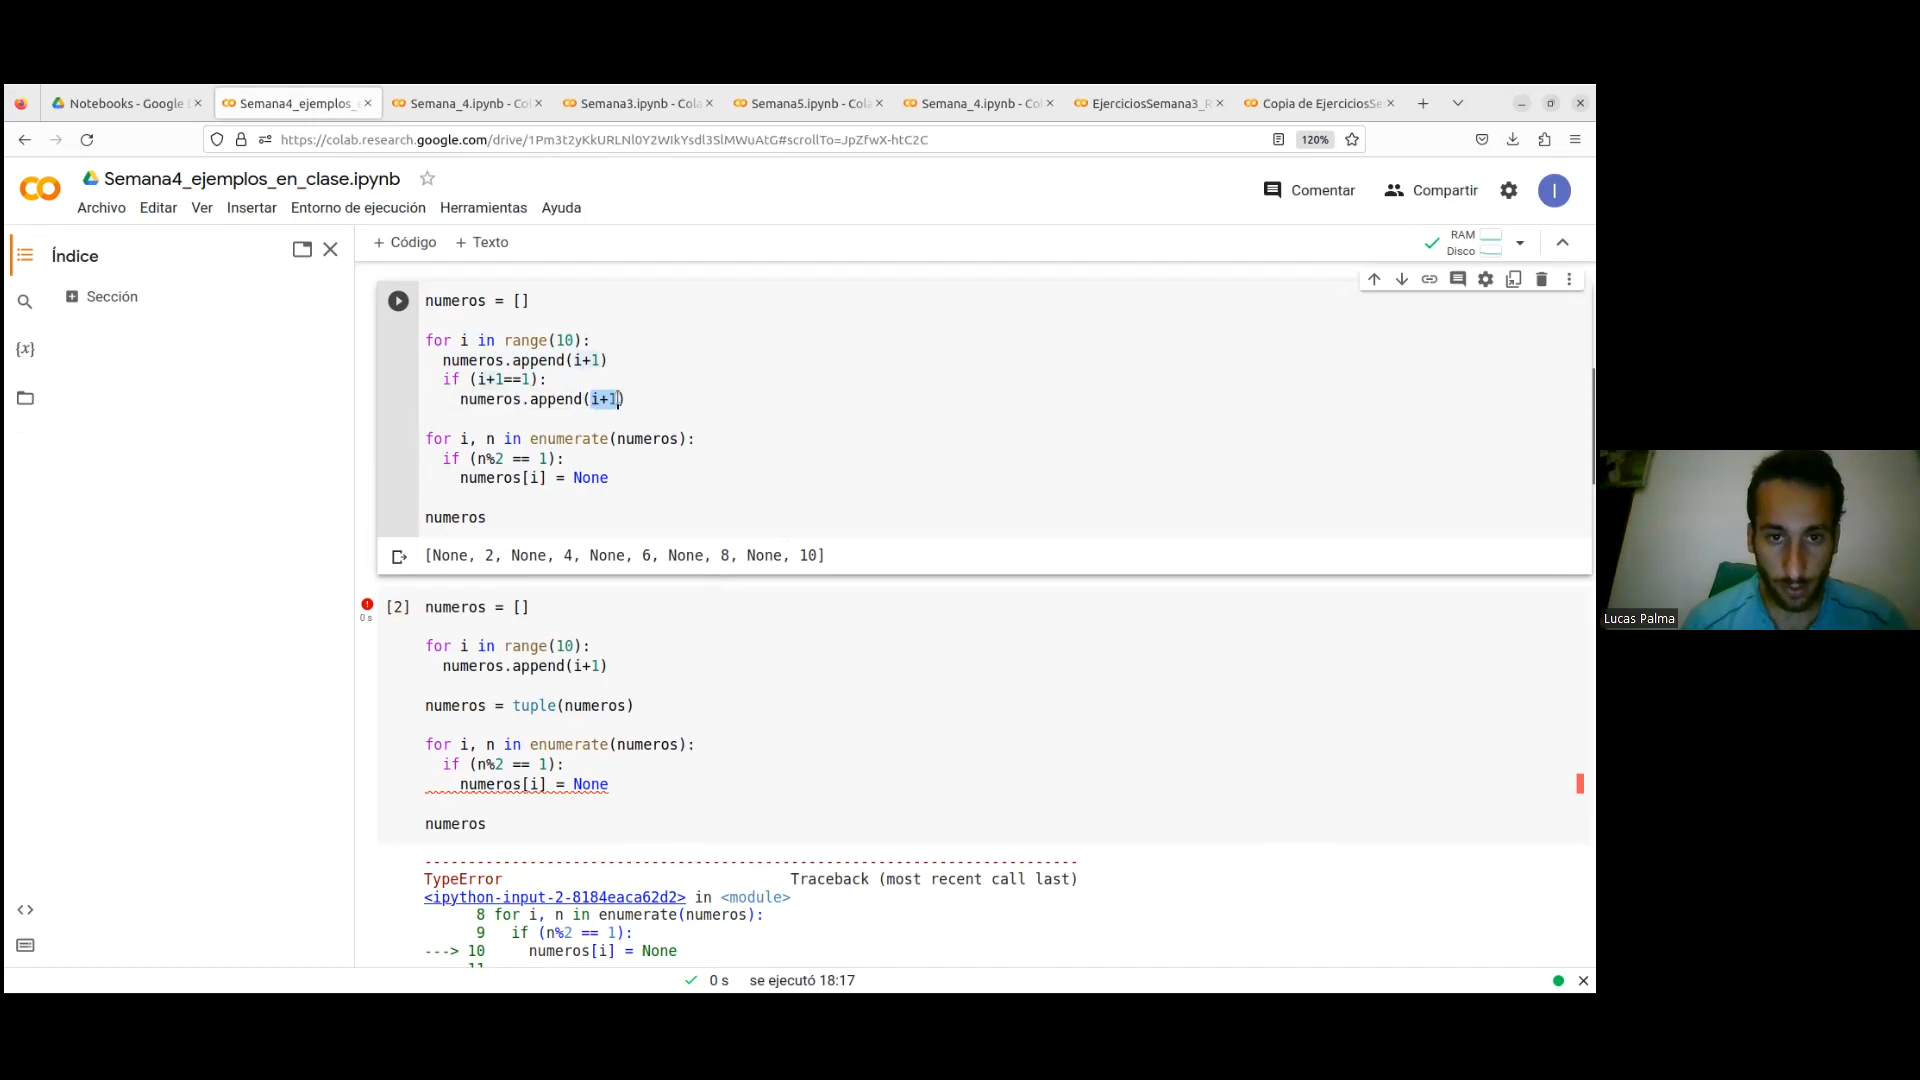 Notebooks - Google
Semana4_ejemplos_
Semana_4.ipynb - Co
Semana3.ipynb - Cola
Semana5.ipynb - Cola
Semana_4.ipynb - Co
EjerciciosSemana3_R
Copia de EjerciciosSe
https://colab.research.google.com/drive/1Pm3t2yKkURLNl0Y2WIkYsdl3SlMWuAtG#scrollTo=JpZfwX-htC2C
120%
Semana4_ejemplos_en_clase.ipynb
Comentar
Compartir
I
Archivo Editar Ver Insertar Entorno de ejecución Herramientas Ayuda
Índice
+ Código + Texto
RAM
Disco
Sección
{x}
numeros = []
for i in range(10):
numeros.append(i+1)
if (i+1==1):
numeros.append(i+1)
for i, n in enumerate(numeros):
if (n%2 == 1):
numeros[i] = None
numeros
[None, 2, None, 4, None, 6, None, 8, None, 10]
0 s
[2] numeros = []
for i in range(10):
numeros.append(i+1)
numeros = tuple(numeros)
for i, n in enumerate(numeros):
if (n%2 == 1):
numeros[i] = None
numeros
---------------------------------------------------------------------------
TypeError Traceback (most recent call last)
<ipython-input-2-8184eaca62d2> in <module>
8 for i, n in enumerate(numeros):
9 if (n%2 == 1):
---> 10 numeros[i] = None
11
0 s se ejecutó 18:17
Lucas Palma